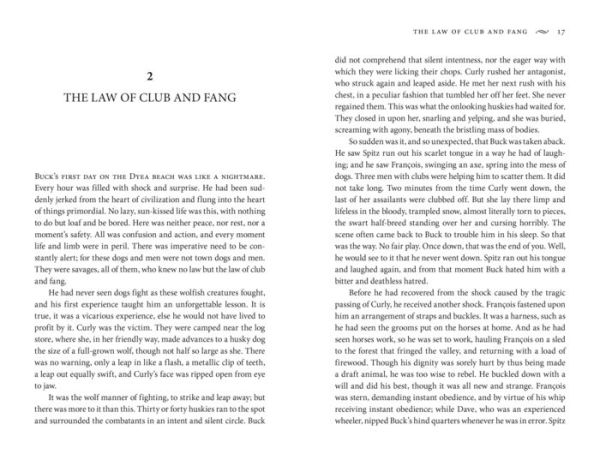 2
THE LAW OF CLUB AND FANG
Buck's first day on the Dyea beach was like a nightmare.
Every hour was filled with shock and surprise. He had been sud-
denly jerked from the heart of civilization and flung into the heart
of things primordial. No lazy, sun-kissed life was this, with nothing
to do but loaf and be bored. Here was neither peace, nor rest, nor a
moment's safety. All was confusion and action, and every moment
life and limb were in peril. There was imperative need to be con-
stantly alert; for these dogs and men were not town dogs and men.
They were savages, all of them, who knew no law but the law of club
and fang.
He had never seen dogs fight as these wolfish creatures fought,
and his first experience taught him an unforgettable lesson. It is
true, it was a vicarious experience, else he would not have lived to
profit by it. Curly was the victim. They were camped near the log
store, where she, in her friendly way, made advances to a husky dog
the size of a full-grown wolf, though not half so large as she. There
was no warning, only a leap in like a flash, a metallic clip of teeth,
a leap out equally swift, and Curly's face was ripped open from eye
to jaw.
It was the wolf manner of fighting, to strike and leap away; but
there was more to it than this. Thirty or forty huskies ran to the spot
and surrounded the combatants in an intent and silent circle. Buck
THE LAW OF CLUB AND FANG 17
did not comprehend that silent intentness, nor the eager way with
which they were licking their chops. Curly rushed her antagonist,
who struck again and leaped aside. He met her next rush with his
chest, in a peculiar fashion that tumbled her off her feet. She never
regained them. This was what the onlooking huskies had waited for.
They closed in upon her, snarling and yelping, and she was buried,
screaming with agony, beneath the bristling mass of bodies.
So sudden was it, and so unexpected, that Buck was taken aback.
He saw Spitz run out his scarlet tongue in a way he had of laugh-
ing; and he saw François, swinging an axe, spring into the mess of
dogs. Three men with clubs were helping him to scatter them. It did
not take long. Two minutes from the time Curly went down, the
last of her assailants were clubbed off. But she lay there limp and
lifeless in the bloody, trampled snow, almost literally torn to pieces,
the swart half-breed standing over her and cursing horribly. The
scene often came back to Buck to trouble him in his sleep. So that
was the way. No fair play. Once down, that was the end of you. Well,
he would see to it that he never went down. Spitz ran out his tongue
and laughed again, and from that moment Buck hated him with a
bitter and deathless hatred.
Before he had recovered from the shock caused by the tragic
passing of Curly, he received another shock. François fastened upon
him an arrangement of straps and buckles. It was a harness, such as
he had seen the grooms put on the horses at home. And as he had
seen horses work, so he was set to work, hauling François on a sled
to the forest that fringed the valley, and returning with a load of
firewood. Though his dignity was sorely hurt by thus being made
a draft animal, he was too wise to rebel. He buckled down with a
will and did his best, though it was all new and strange. François
was stern, demanding instant obedience, and by virtue of his whip
receiving instant obedience; while Dave, who was an experienced
wheeler, nipped Buck's hind quarters whenever he was in error. Spitz